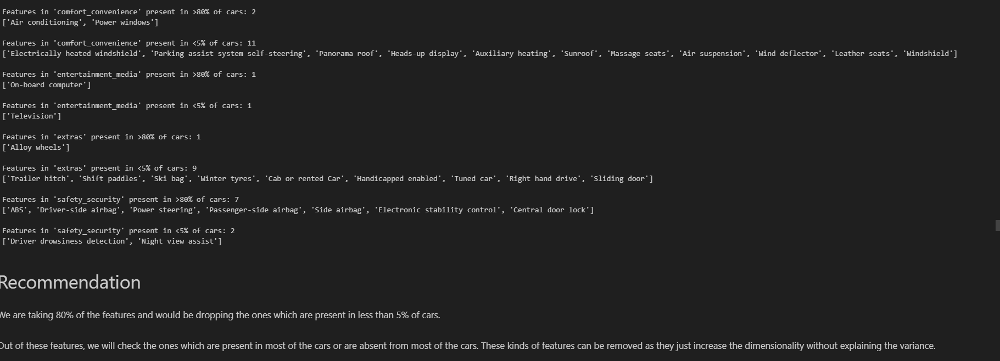 Features in 'comfort_convenience' present in >80% of cars: 2
['Air conditioning', 'Power windows']
Features in 'comfort_convenience' present in <5% of cars: 11
['Electrically heated windshield', 'Parking assist system self-steering', 'Panorama roof', 'Heads-up display', 'Auxiliary heating', 'Sunroof', 'Massage seats', 'Air suspension', 'Wind deflector', 'Leather seats', 'Windshield']
Features in 'entertainment_media' present in >80% of cars: 1
['On-board computer']
Features in 'entertainment_media' present in <5% of cars: 1
['Television']
Features in 'extras' present in >80% of cars: 1
['Alloy wheels']
Features in 'extras' present in <5% of cars: 9
['Trailer hitch', 'Shift paddles', 'Ski bag', 'Winter tyres', 'Cab or rented Car', 'Handicapped enabled', 'Tuned car', 'Right hand drive', 'Sliding door']
Features in 'safety_security' present in >80% of cars: 7
['ABS', 'Driver-side airbag', 'Power steering', 'Passenger-side airbag', 'Side airbag', 'Electronic stability control', 'Central door lock']
Features in 'safety_security' present in <5% of cars: 2
['Driver drowsiness detection', 'Night view assist']
Recommendation
We are taking 80% of the features and would be dropping the ones which are present in less than 5% of cars.
Out of these features, we will check the ones which are present in most of the cars or are absent from most of the cars. These kinds of features can be removed as they just increase the dimensionality without explaining the variance.